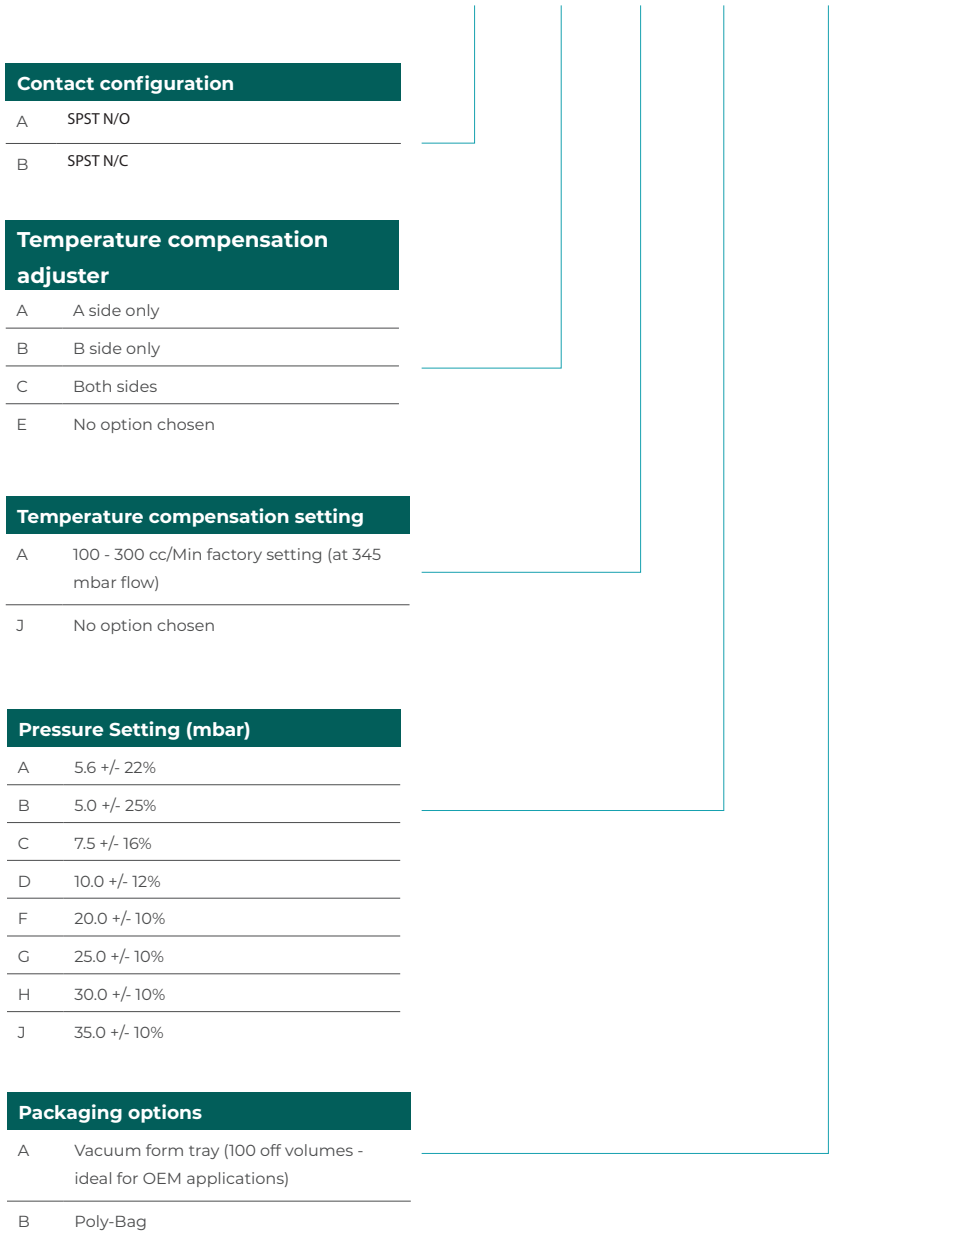 Contact configuration
A SPST N/O
B SPST N/C
Temperature compensation
adjuster
A A side only
B B side only
C Both sides
E No option chosen
Temperature compensation setting
A 100 - 300 cc/Min factory setting (at 345
mbar flow)
J No option chosen
Pressure Setting (mbar)
A 5.6 +/- 22%
B 5.0 +/- 25%
C 7.5 +/- 16%
D 10.0 +/- 12%
F 20.0 +/- 10%
G 25.0 +/- 10%
H 30.0 +/- 10%
J 35.0 +/- 10%
Packaging options
A Vacuum form tray (100 off volumes -
ideal for OEM applications)
B Poly-Bag